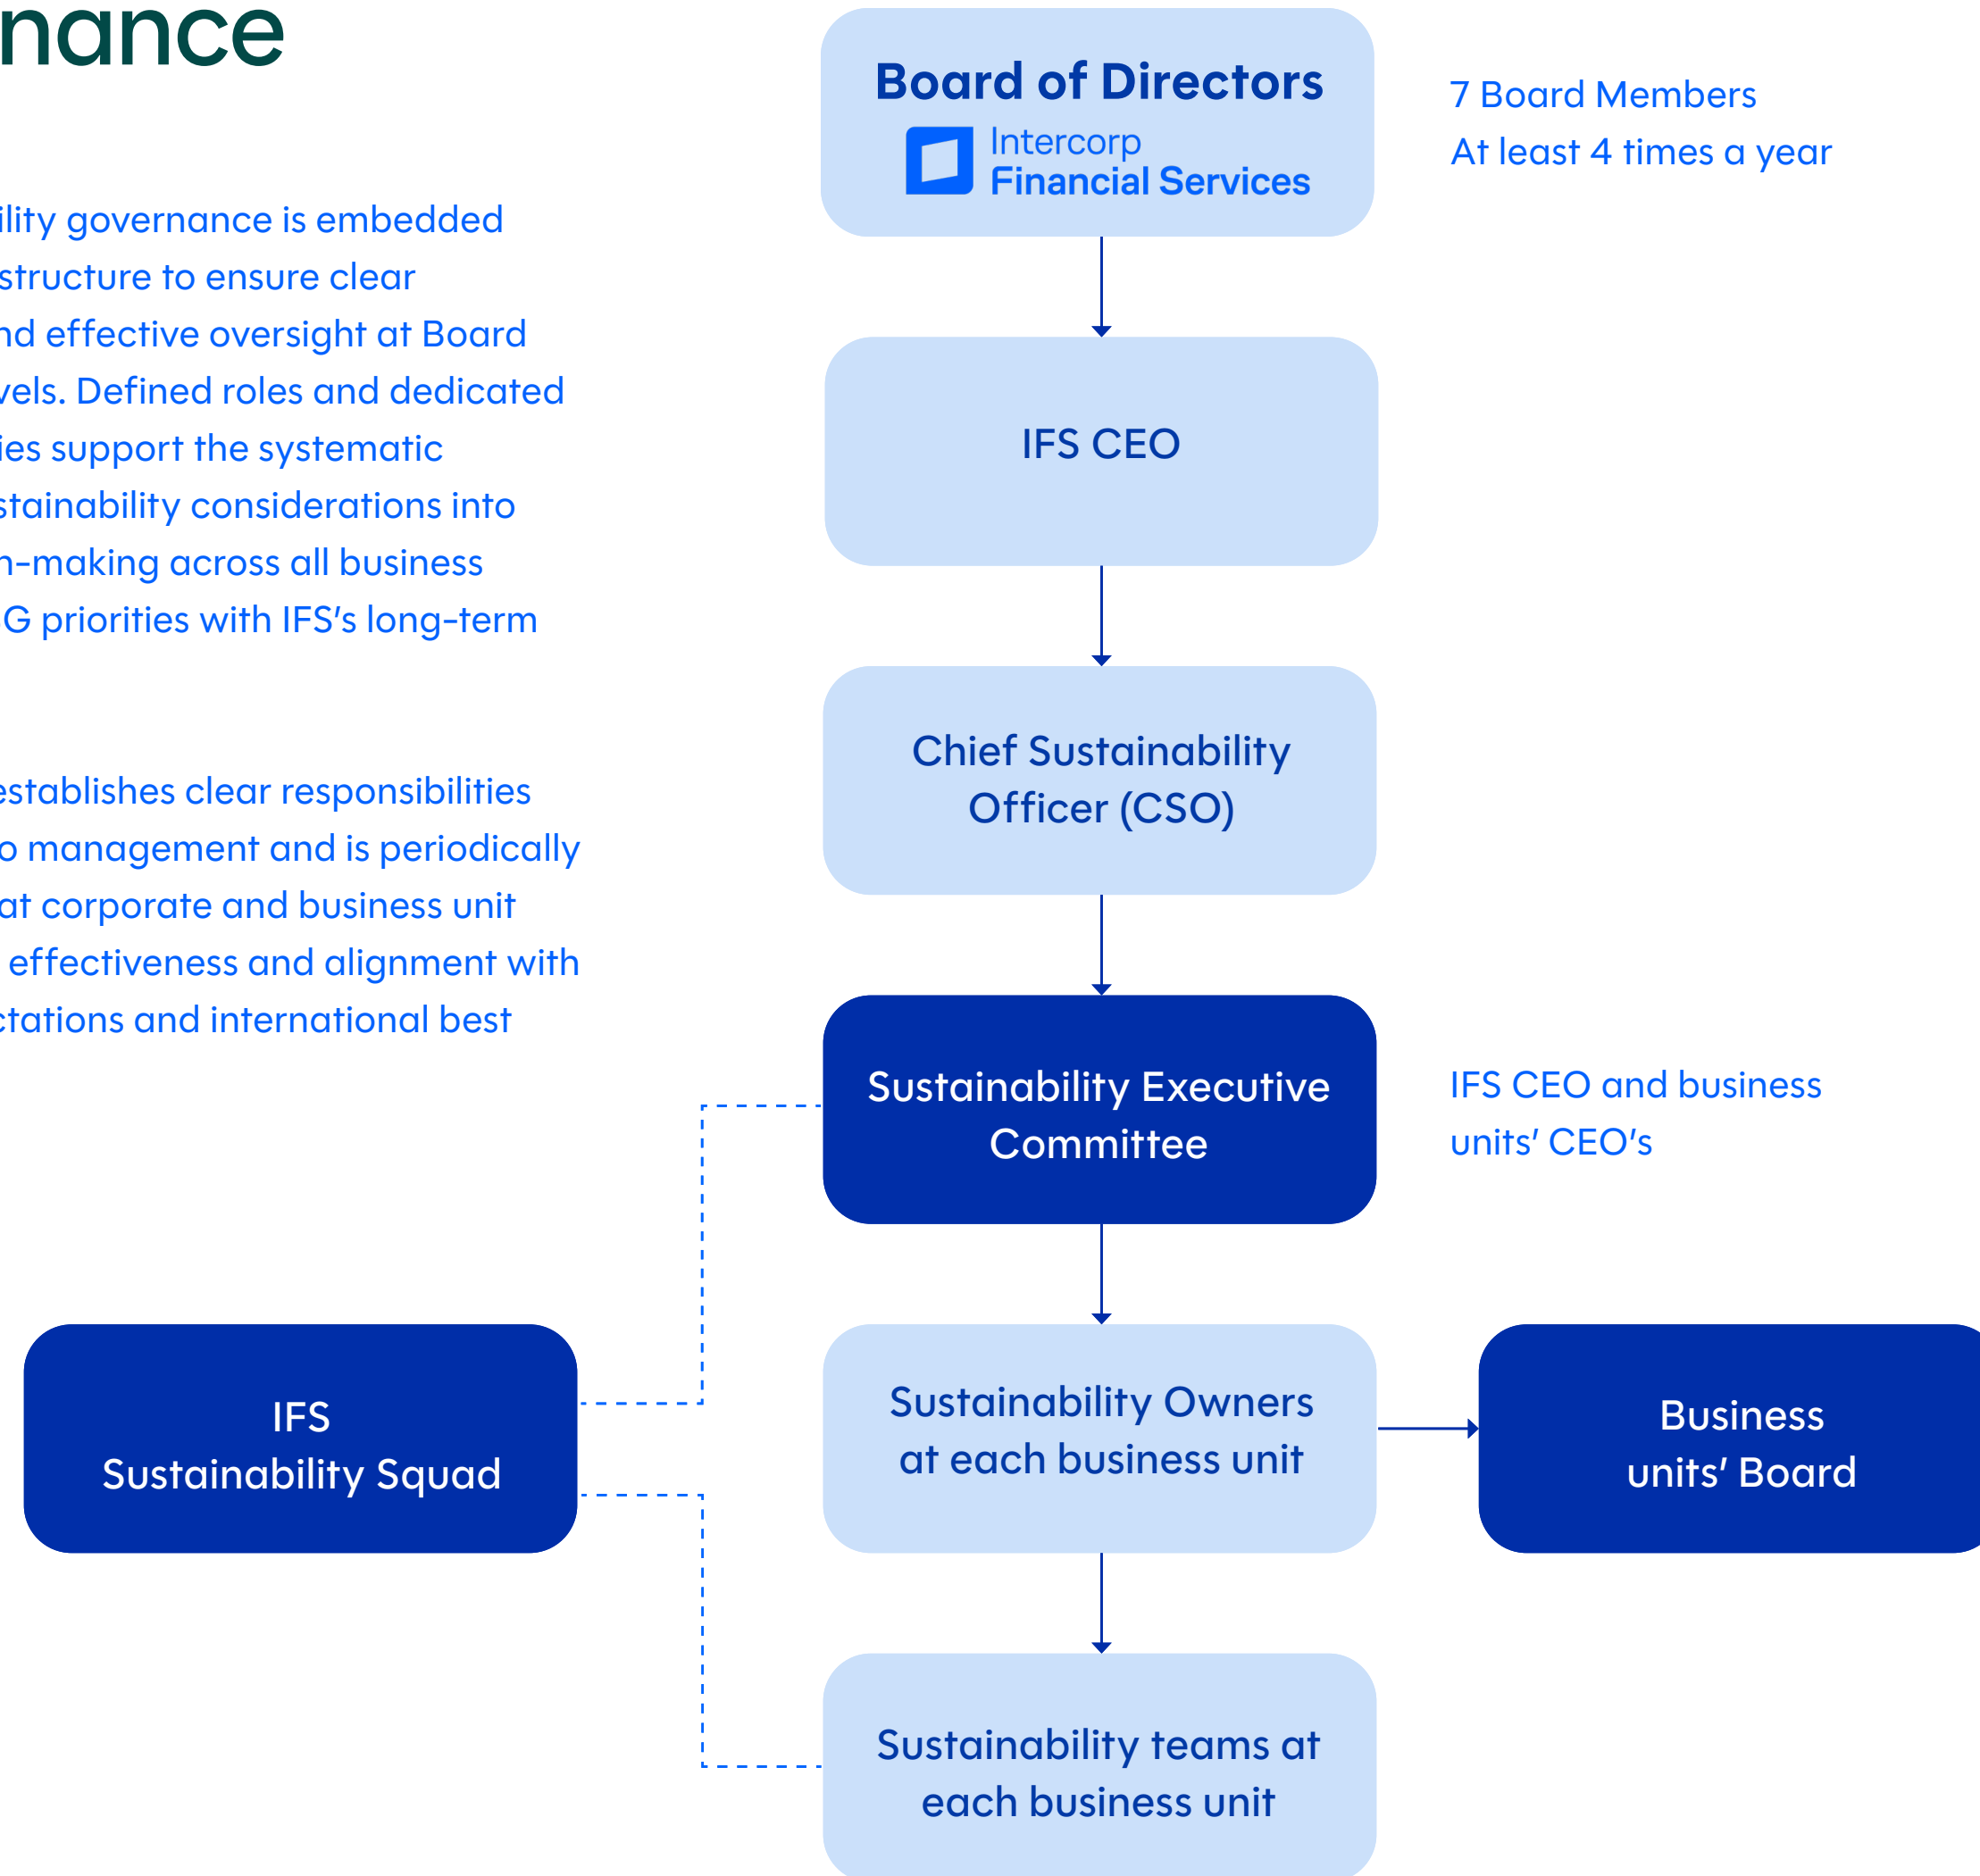 nance
ility governance is embedded
structure to ensure clear
nd effective oversight at Board
vels. Defined roles and dedicated
ies support the systematic
stainability considerations into
n-making across all business
G priorities with IFS's long-term
establishes clear responsibilities
o management and is periodically
at corporate and business unit
effectiveness and alignment with
ctations and international best
Board of Directors
Intercorp
Financial Services
7 Board Members
At least 4 times a year
IFS CEO
Chief Sustainability
Officer (CSO)
Sustainability Executive
Committee
IFS CEO and business
units' CEO's
IFS
Sustainability Squad
Sustainability Owners
at each business unit
Business
units' Board
Sustainability teams at
each business unit